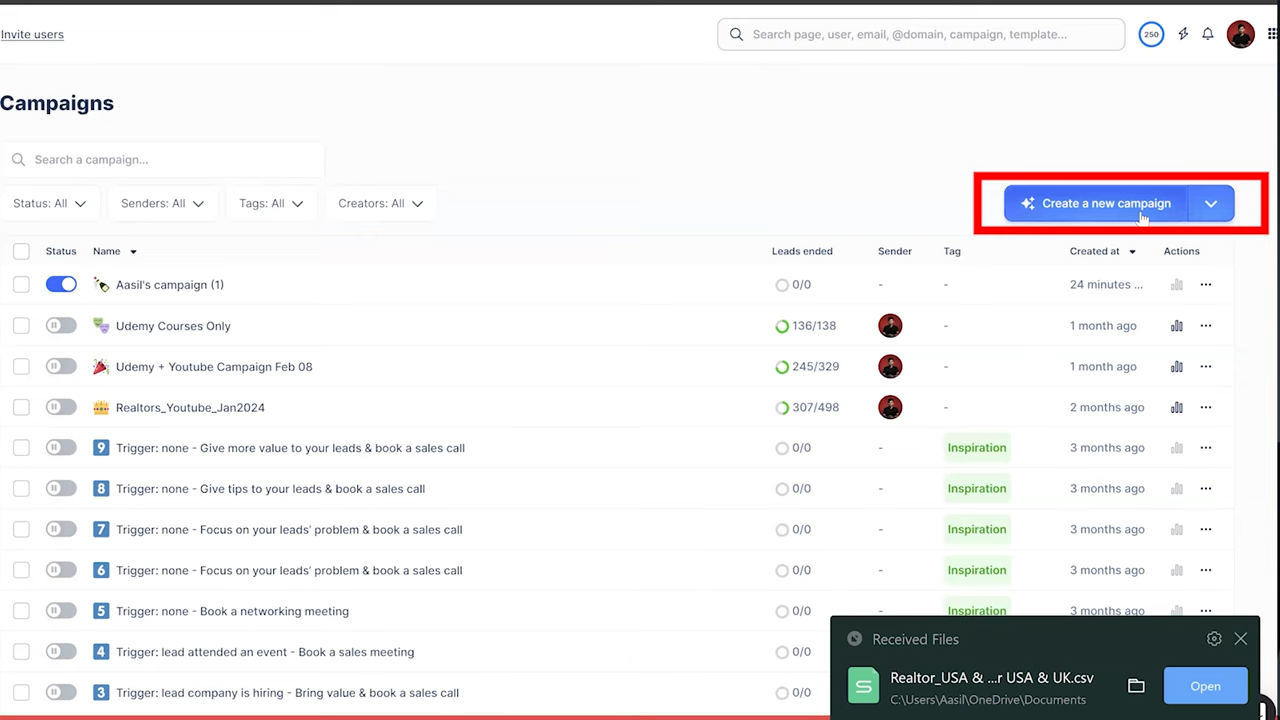 Invite users
Search page, user, email, @domain, campaign, template...
250
Campaigns
Search a campaign...
Status: All
Senders: All
Tags: All
Creators: All
Create a new campaign
Status Name Leads ended Sender Tag Created at Actions
Aasil's campaign (1) 0/0 - - 24 minutes ...
Udemy Courses Only 136/138 - 1 month ago
Udemy + Youtube Campaign Feb 08 245/329 - 1 month ago
Realtors_Youtube_Jan2024 307/498 - 2 months ago
9 Trigger: none - Give more value to your leads & book a sales call 0/0 - Inspiration 3 months ago
8 Trigger: none - Give tips to your leads & book a sales call 0/0 - Inspiration 3 months ago
7 Trigger: none - Focus on your leads' problem & book a sales call 0/0 - Inspiration 3 months ago
6 Trigger: none - Focus on your leads' problem & book a sales call 0/0 - Inspiration 3 months ago
5 Trigger: none - Book a networking meeting 0/0 - Inspiration 3 months ago
4 Trigger: lead attended an event - Book a sales meeting 0/0
3 Trigger: lead company is hiring - Bring value & book a sales call 0/0
Received Files
Realtor_USA & ...r USA & UK.csv
C:\Users\Aasil\OneDrive\Documents
Open